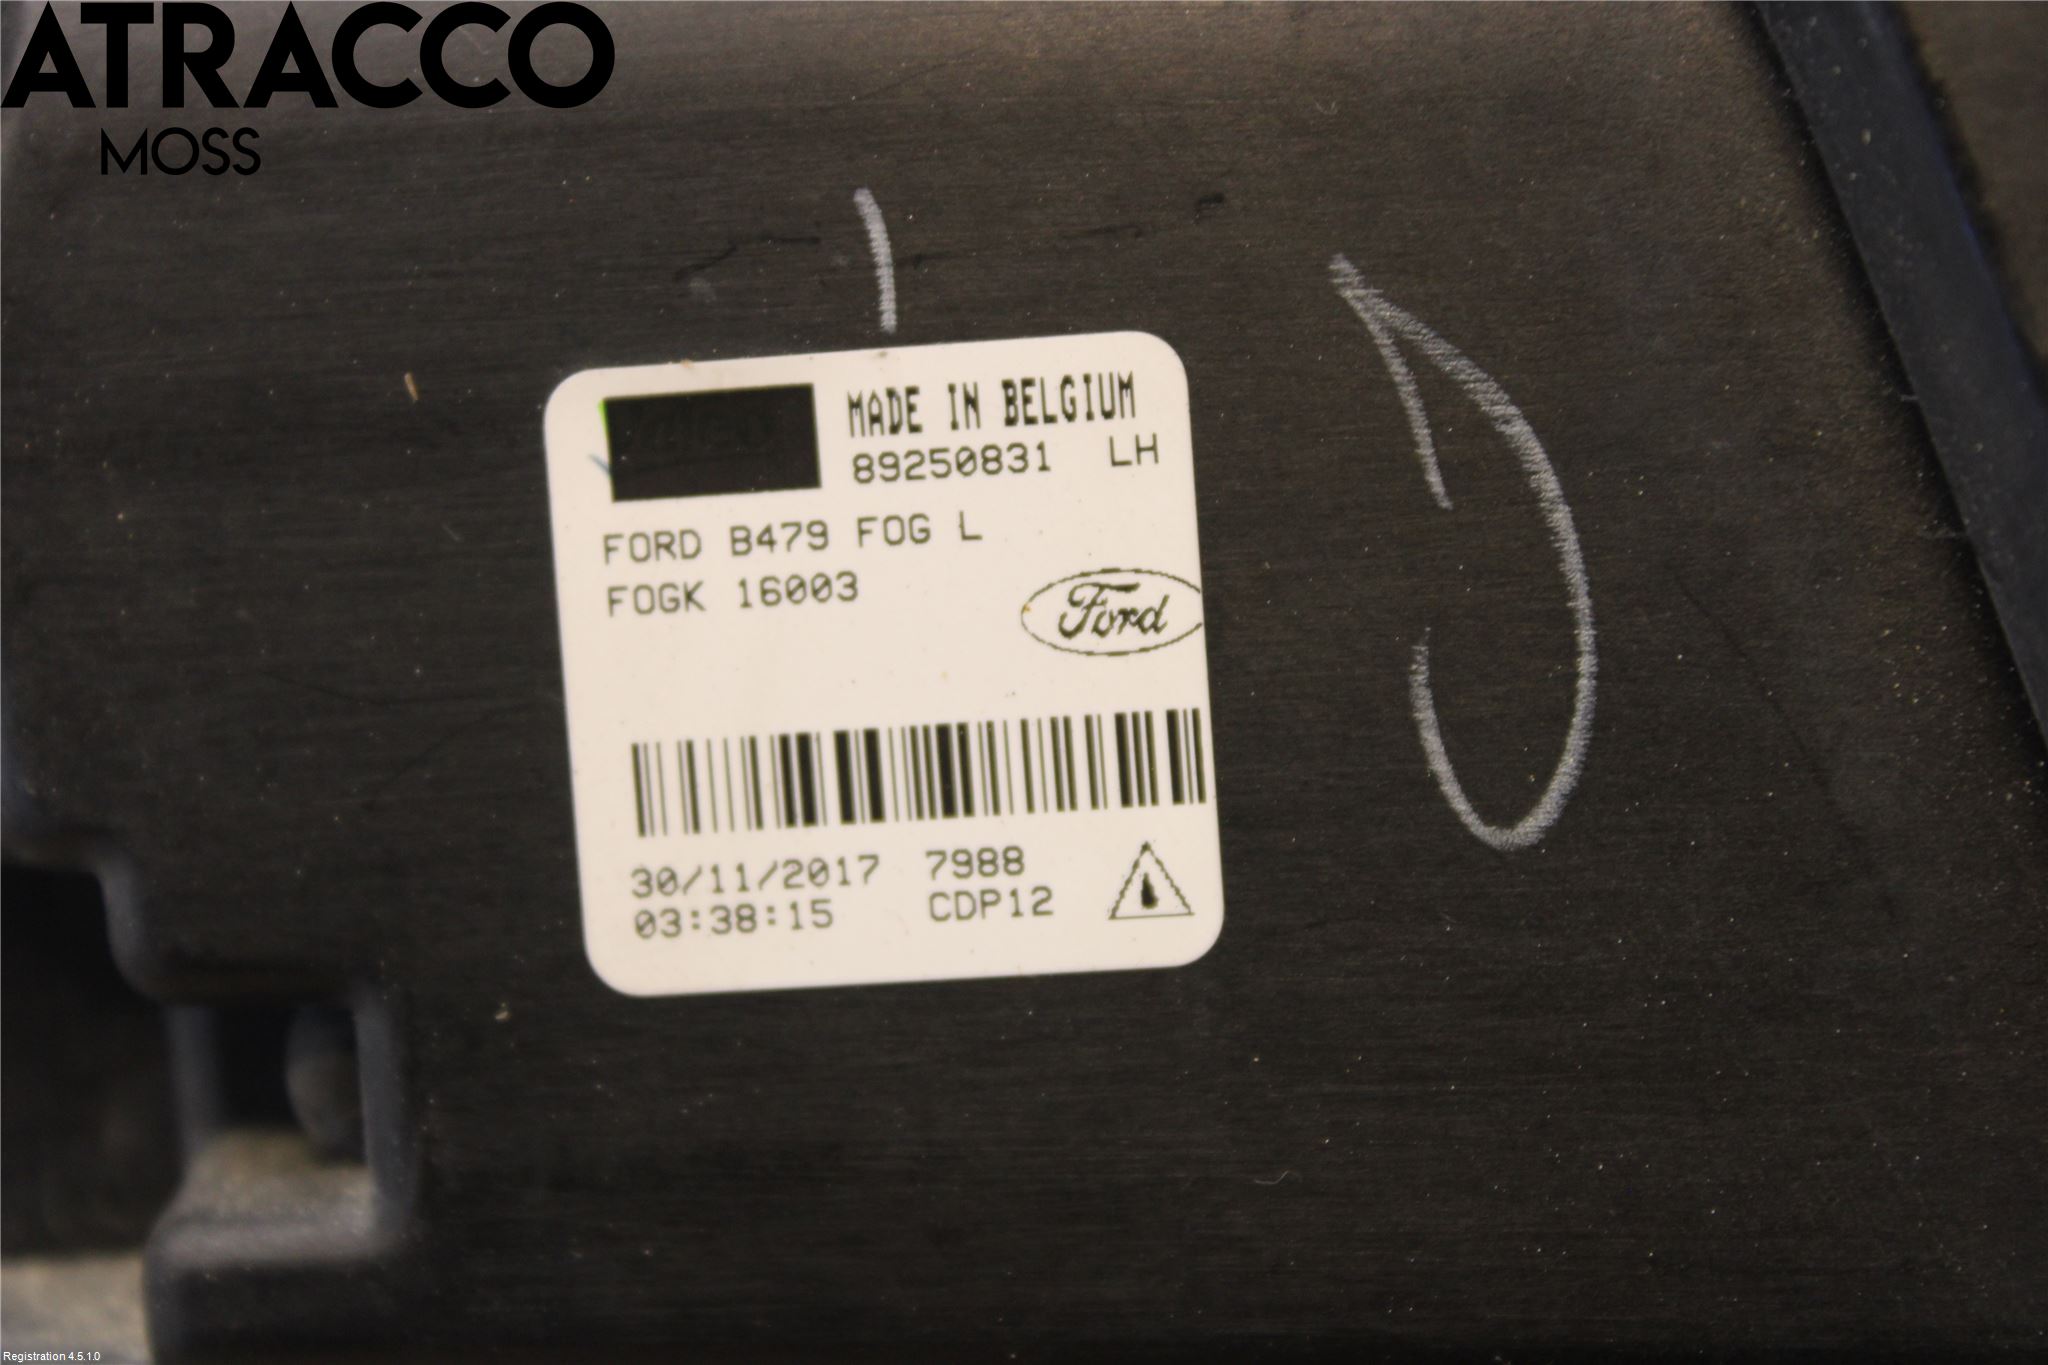 ATRACCO
MOSS
MADE IN BELGIUM
89250831 LH
FORD B479 FOG L
FOGK 16003
Ford
30/11/2017 7988
03:38:15 CDP12
Registration 4.5.1.0